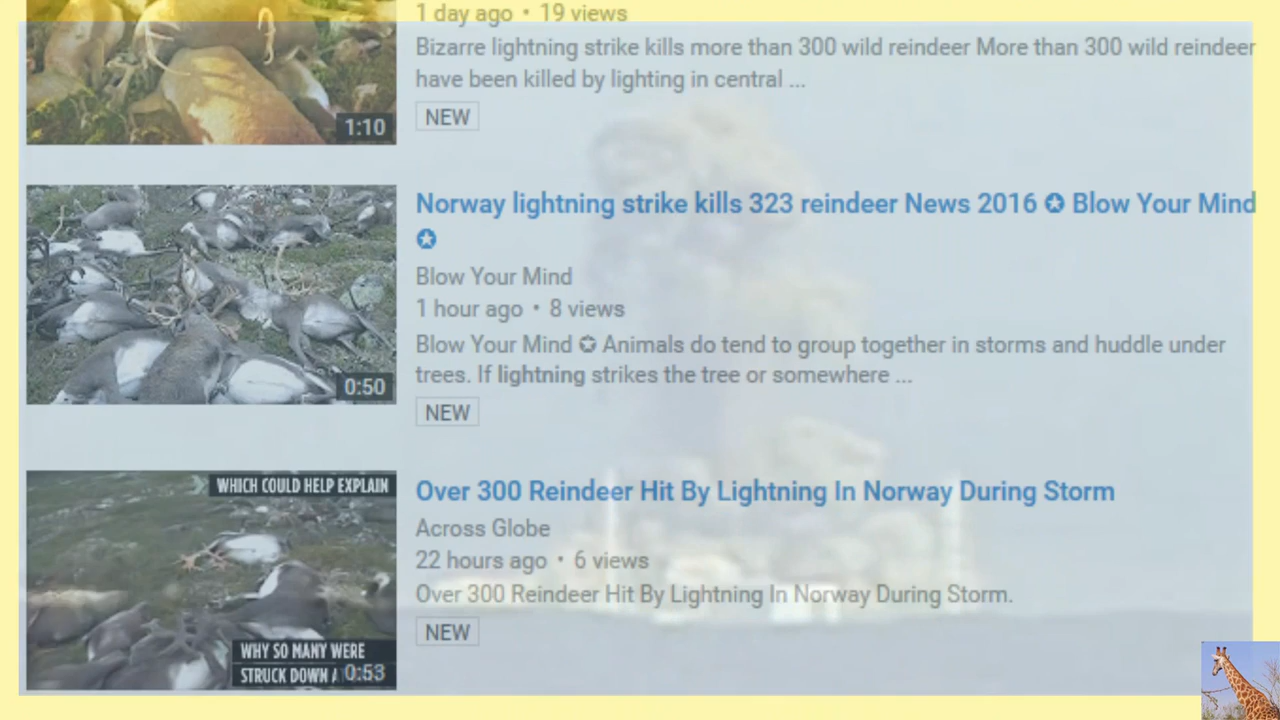 1 day ago • 19 views
Bizarre lightning strike kills more than 300 wild reindeer More than 300 wild reindeer
have been killed by lighting in central ...
1:10
NEW
Norway lightning strike kills 323 reindeer News 2016 ✪ Blow Your Mind
✪
Blow Your Mind
1 hour ago • 8 views
Blow Your Mind ✪ Animals do tend to group together in storms and huddle under
trees. If lightning strikes the tree or somewhere ...
0:50
NEW
WHICH COULD HELP EXPLAIN
Over 300 Reindeer Hit By Lightning In Norway During Storm
Across Globe
22 hours ago • 6 views
Over 300 Reindeer Hit By Lightning In Norway During Storm.
NEW
WHY SO MANY WERE
STRUCK DOWN
0:53